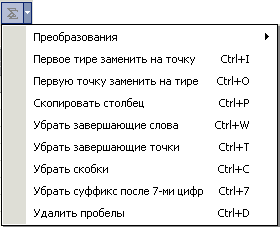 Преобразования
Первое тире заменить на точку Ctrl+I
Первую точку заменить на тире Ctrl+O
Скопировать столбец Ctrl+P
Убрать завершающие слова Ctrl+W
Убрать завершающие точки Ctrl+T
Убрать скобки Ctrl+C
Убрать суффикс после 7-ми цифр Ctrl+7
Удалить пробелы Ctrl+D